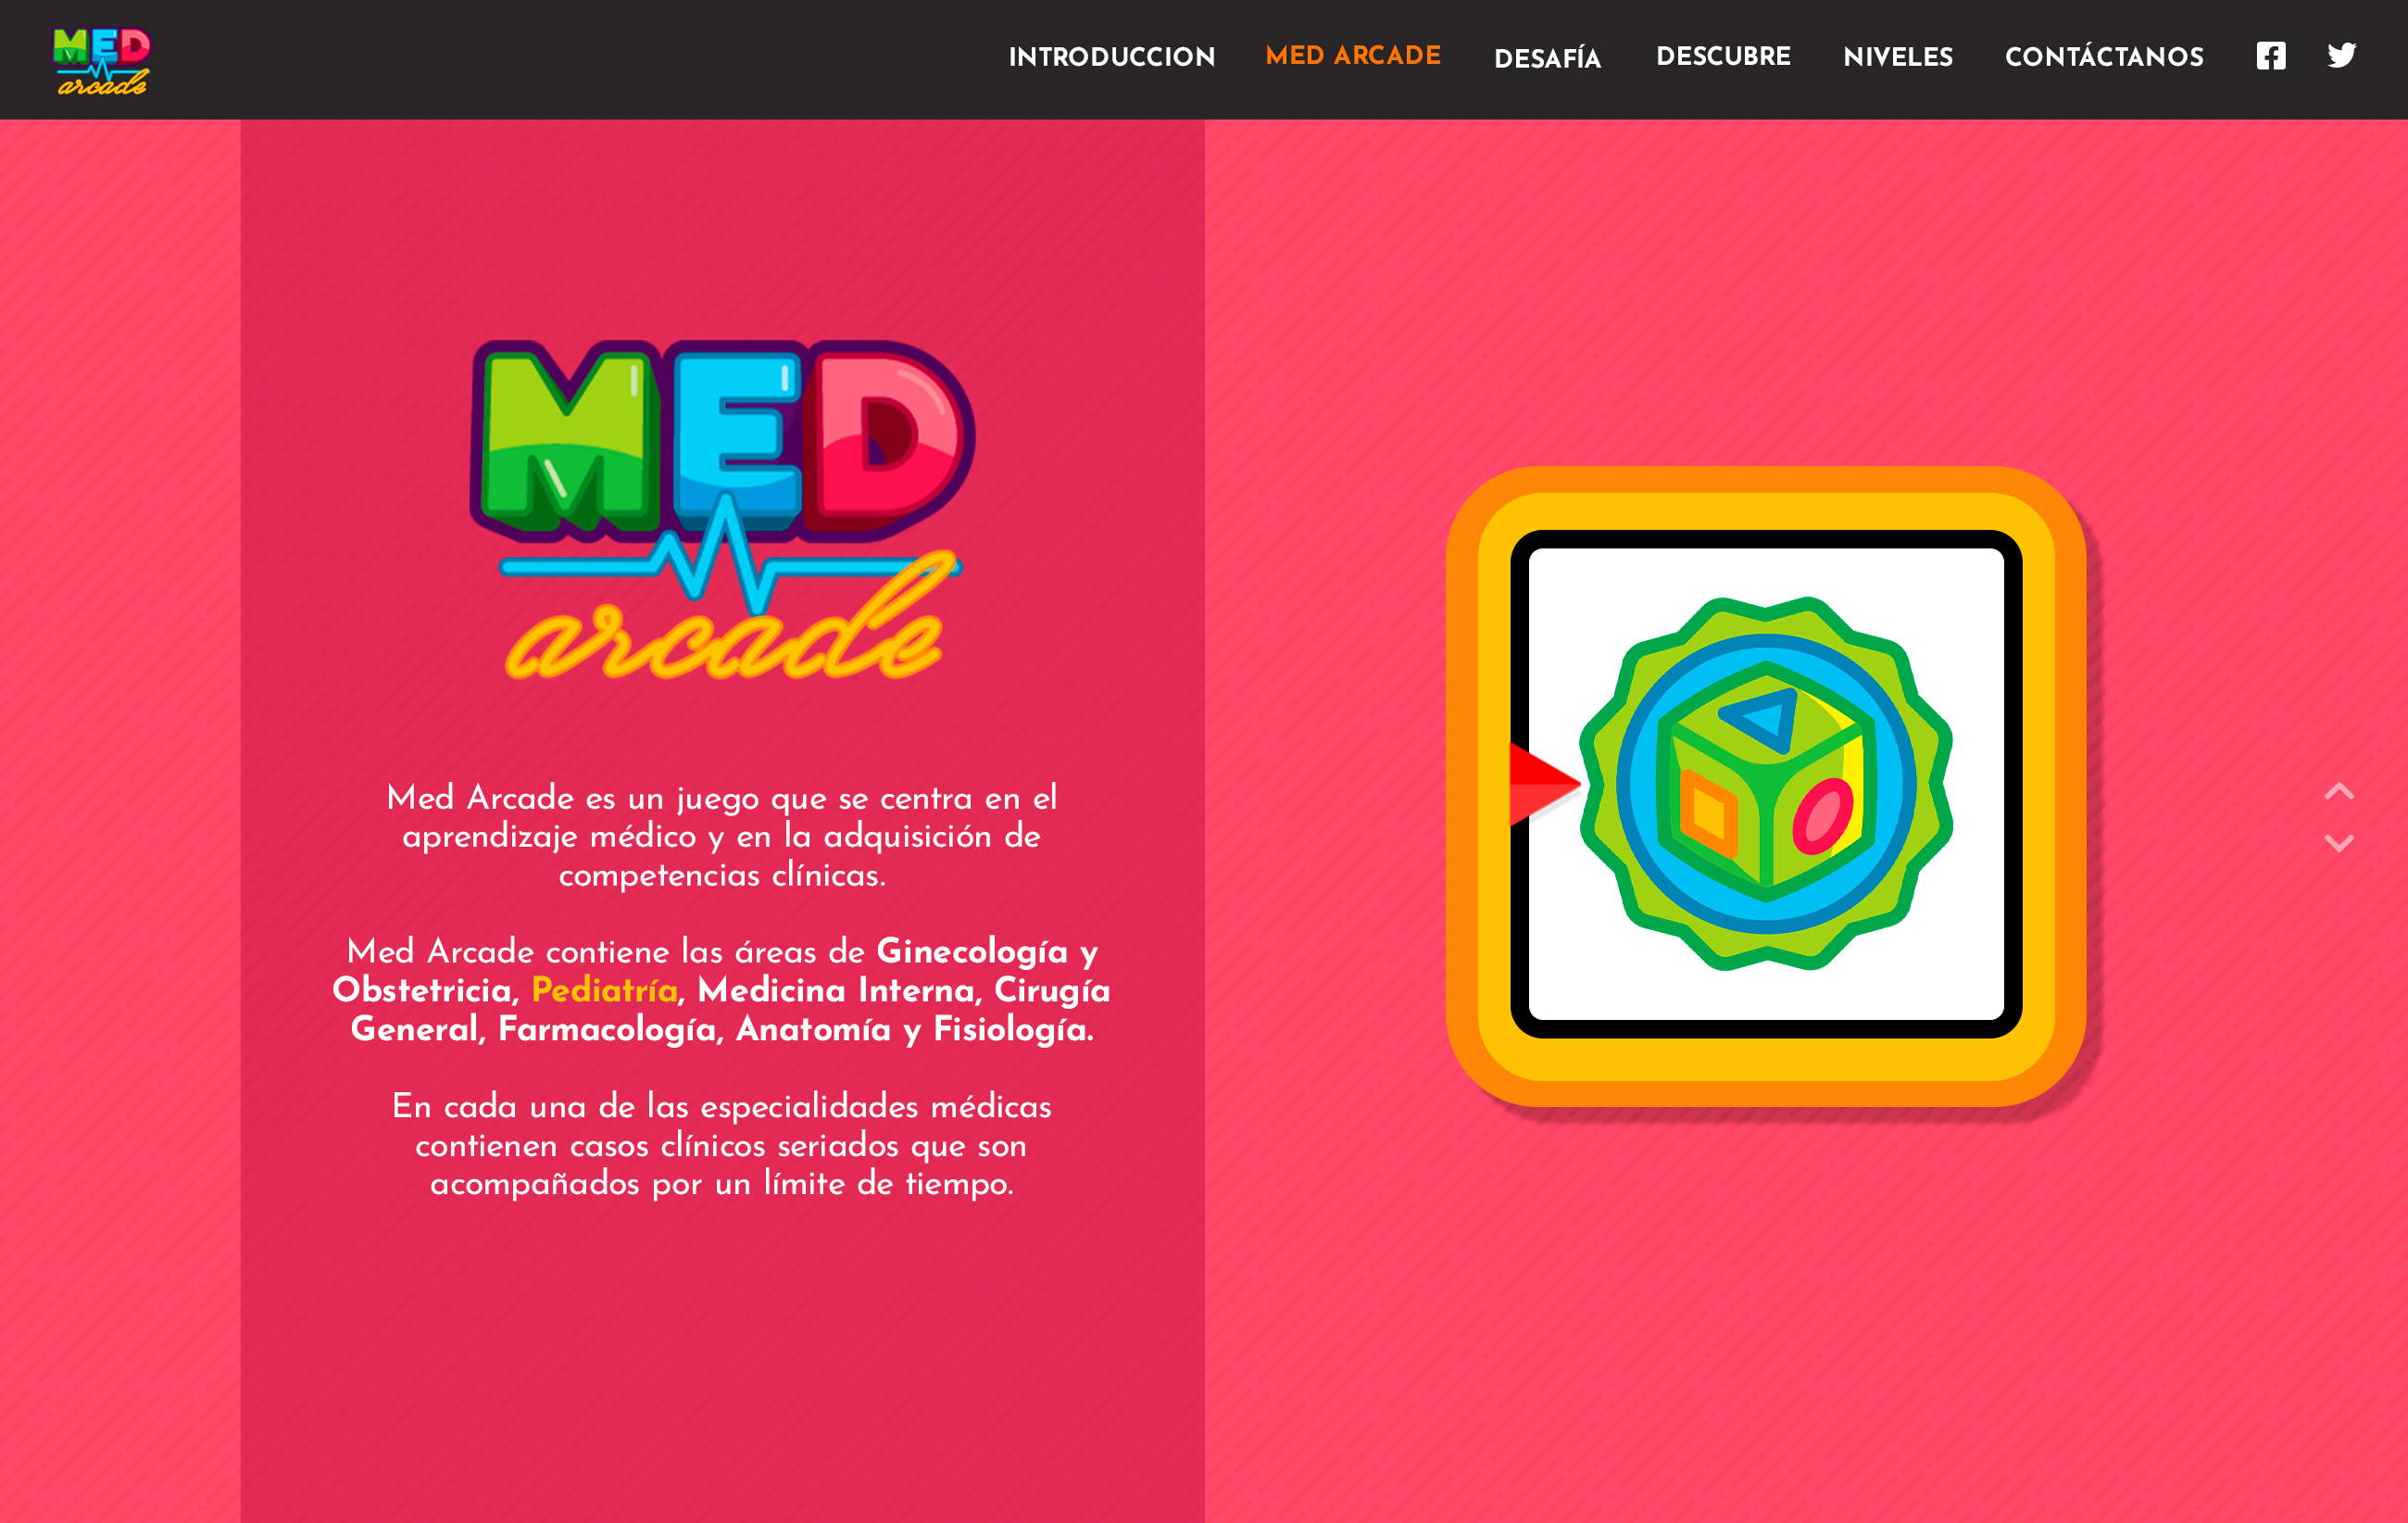 MED
arcade
INTRODUCCION
MED ARCADE
DESAFÍA
DESCUBRE
NIVELES
CONTÁCTANOS
MED
arcade
Med Arcade es un juego que se centra en el
aprendizaje médico y en la adquisición de
competencias clínicas.
Med Arcade contiene las áreas de Ginecología y
Obstetricia, Pediatría, Medicina Interna, Cirugía
General, Farmacología, Anatomía y Fisiología.
En cada una de las especialidades médicas
contienen casos clínicos seriados que son
acompañados por un límite de tiempo.